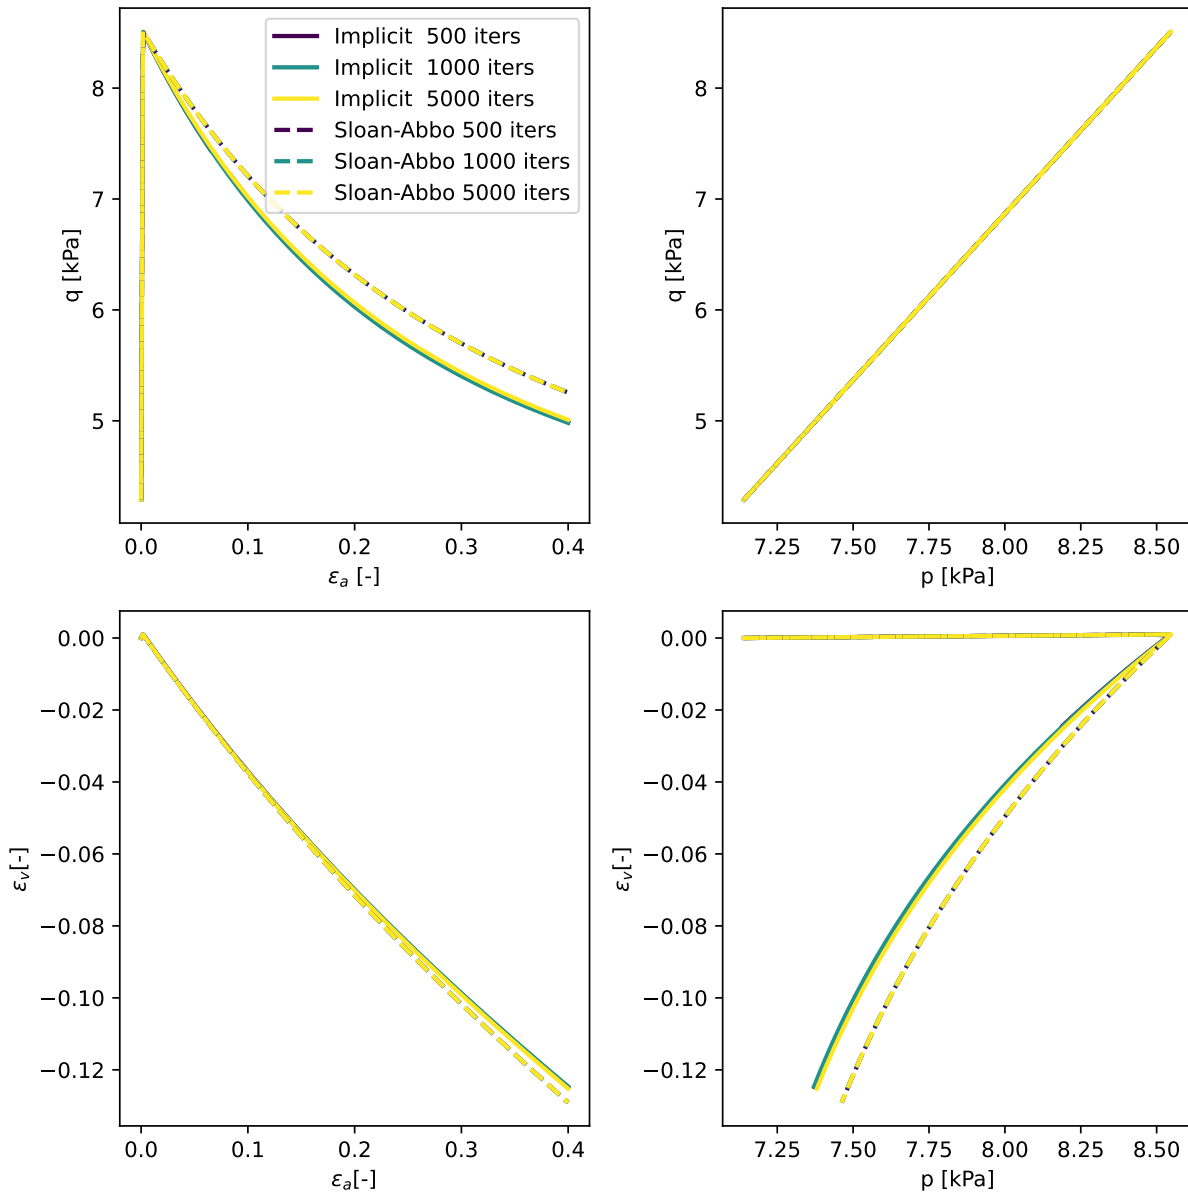 Implicit  500 iters
Implicit  1000 iters
Implicit  5000 iters
Sloan-Abbo 500 iters
Sloan-Abbo 1000 iters
Sloan-Abbo 5000 iters
q [kPa]
8
7
6
5
0.0 0.1 0.2 0.3 0.4
εₐ [-]
q [kPa]
8
7
6
5
7.25 7.50 7.75 8.00 8.25 8.50
p [kPa]
εᵥ[-]
0.00
−0.02
−0.04
−0.06
−0.08
−0.10
−0.12
0.0 0.1 0.2 0.3 0.4
εₐ[-]
εᵥ[-]
0.00
−0.02
−0.04
−0.06
−0.08
−0.10
−0.12
7.25 7.50 7.75 8.00 8.25 8.50
p [kPa]